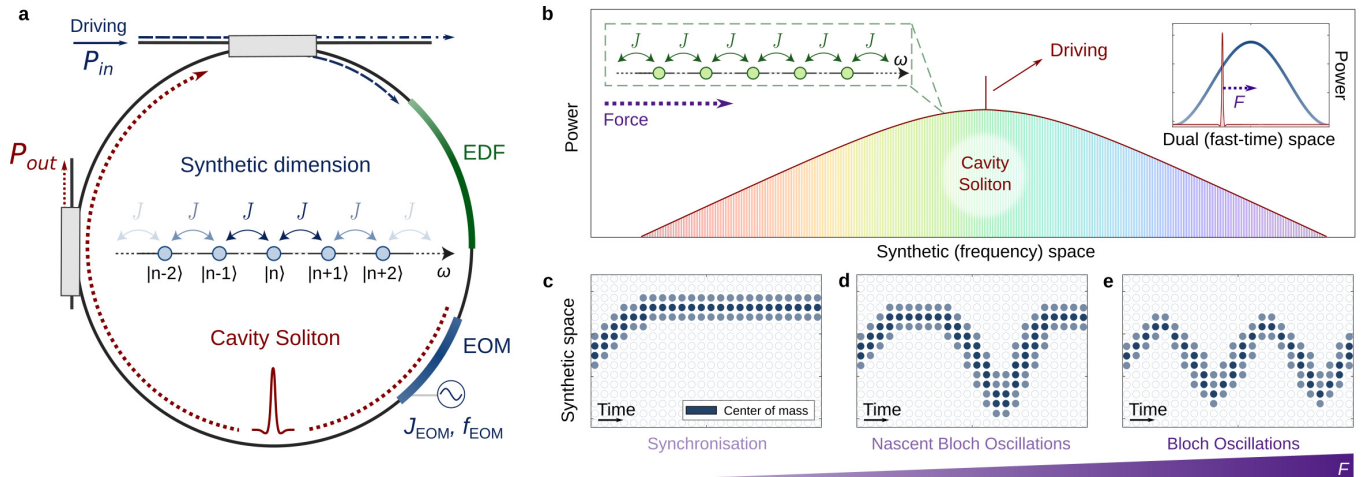 a
Driving
P_in
P_out
EDF
Synthetic dimension
J J J J J J
ω
|n-2⟩ |n-1⟩ |n⟩ |n+1⟩ |n+2⟩
Cavity Soliton
EOM
J_EOM, f_EOM
b
Power
J J J J J
ω
Force
Driving
Cavity
Soliton
Synthetic (frequency) space
F
Power
Dual (fast-time) space
c
Synthetic space
Time
Center of mass
Synchronisation
d
Time
Nascent Bloch Oscillations
e
Time
Bloch Oscillations
F